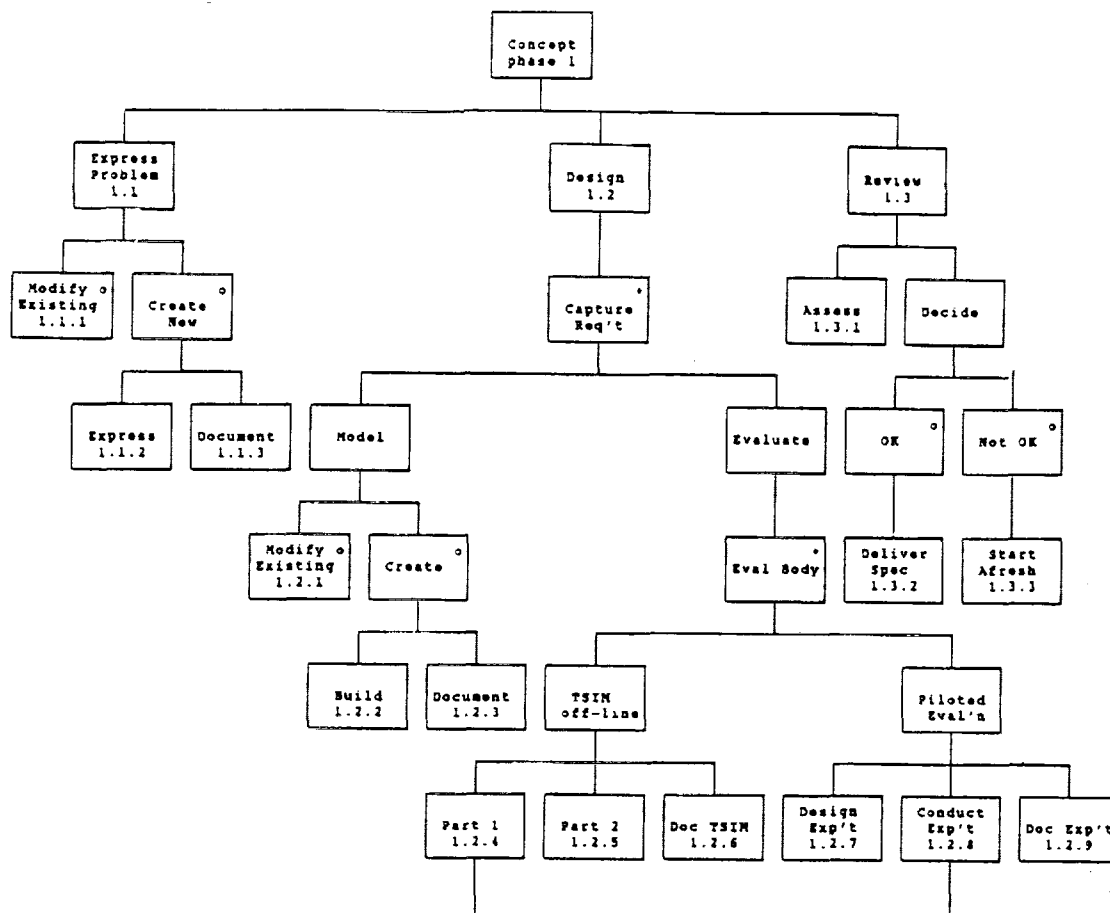 Concept
phase 1
Express
Problem
1.1
Design
1.2
Review
1.3
Modify o
Existing
1.1.1
o
Create
New
*
Capture
Req't
Assess
1.3.1
Decide
Express
1.1.2
Document
1.1.3
Model
Evaluate
o
OK
o
Not OK
Modify o
Existing
1.2.1
o
Create
*
Eval Body
Deliver
Spec
1.3.2
Start
Afresh
1.3.3
Build
1.2.2
Document
1.2.3
TSIM
off-line
Piloted
Eval'n
Part 1
1.2.4
Part 2
1.2.5
Doc TSIM
1.2.6
Design
Exp't
1.2.7
Conduct
Exp't
1.2.8
Doc Exp't
1.2.9